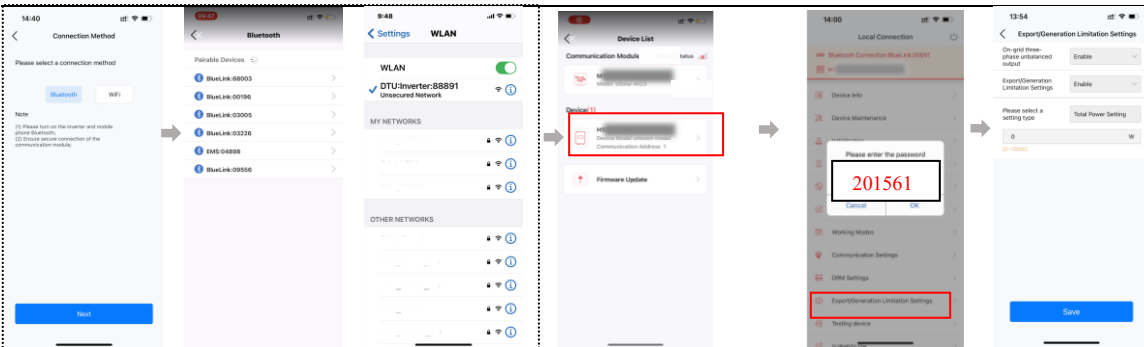 14:40
Connection Method
Please select a connection method
Bluetooth
WiFi
Note
(1) Please turn on the inverter and mobile
phone Bluetooth;
(2) Ensure secure connection of the
communication module;
Next
09:47
Bluetooth
Pairable Devices
BlueLink:68003
BlueLink:00196
BlueLink:03005
BlueLink:03226
EMS:04898
BlueLink:09556
9:48
Settings
WLAN
WLAN
DTU:Inverter:88891
Unsecured Network
MY NETWORKS
OTHER NETWORKS
Device List
Communication Module
Status
Device(1)
Communication Address 1
Firmware Update
14:00
Local Connection
Device Info
Device Maintenance
Please enter the password
201561
Cancel
OK
Working Modes
Communication Settings
DRM Settings
Export/Generation Limitation Settings
Testing device
13:54
Export/Generation Limitation Settings
On-grid three-
phase unbalanced
output
Enable
Export/Generation
Limitation Settings
Enable
Please select a
setting type
Total Power Setting
0
W
Save